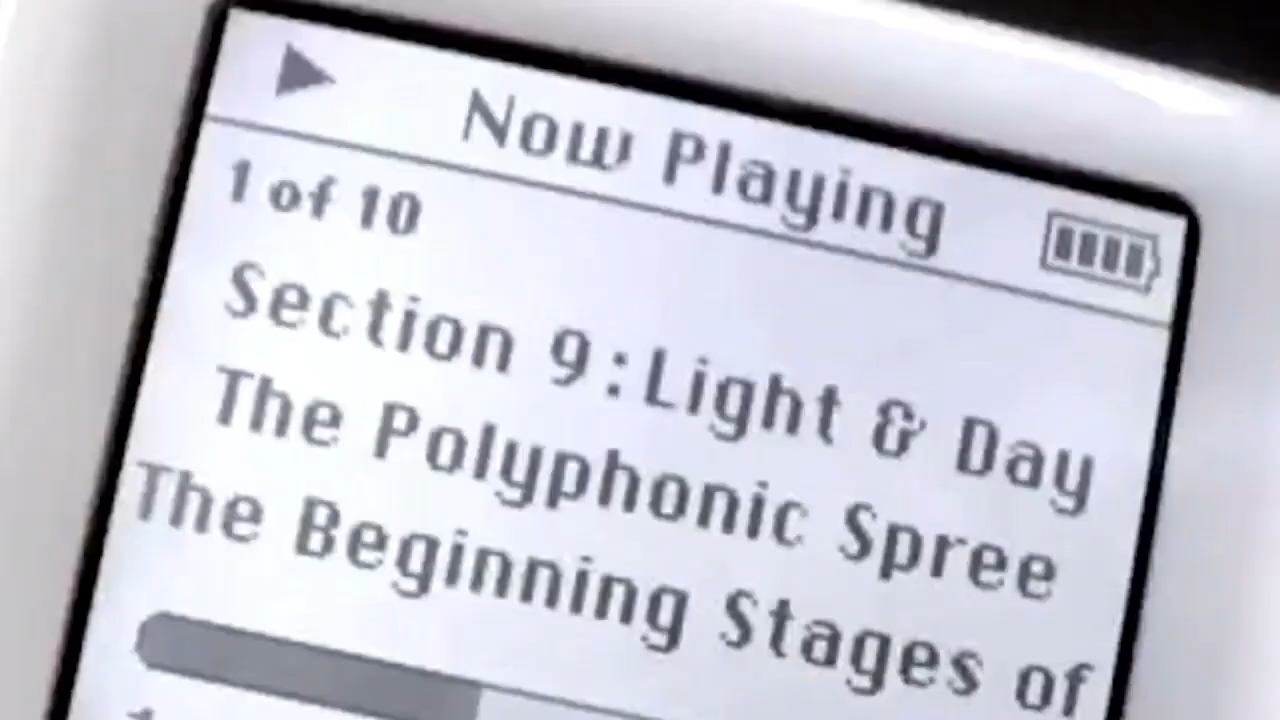 Now Playing
1 of 10
Section 9:Light & Day
The Polyphonic Spree
The Beginning Stages of